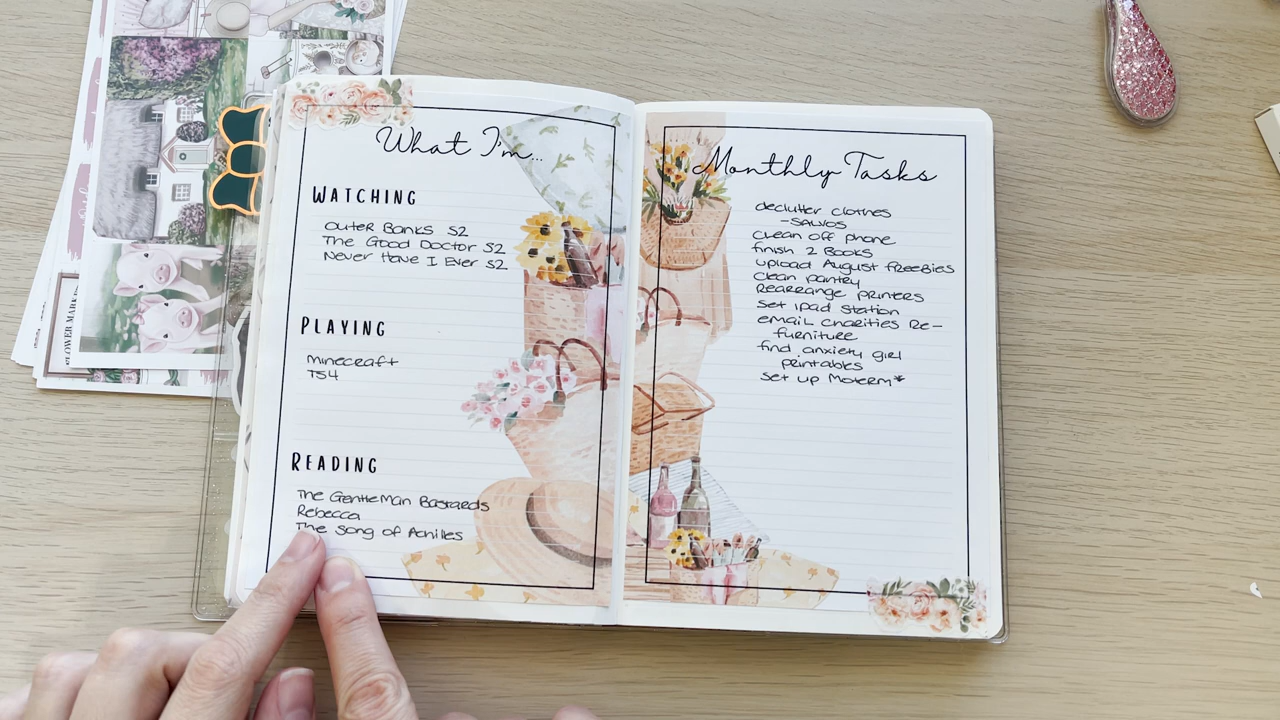 What I'm...
WATCHING
OUTER BANKS S2
The GOOD DOCTOR S2
Never Have I Ever S2
PLAYING
Minecraft
TS4
READING
The Gentleman Bastards
Rebecca
The Song of Achilles
Monthly Tasks
declutter clothes
-SALVOS
clean off phone
finish 2 BOOKS
upload August freebies
clean pantry
REARRANGE PRINTERS
set ipad station
email charities Re-
furniture
find anxiety girl
printables
set up Moterm*